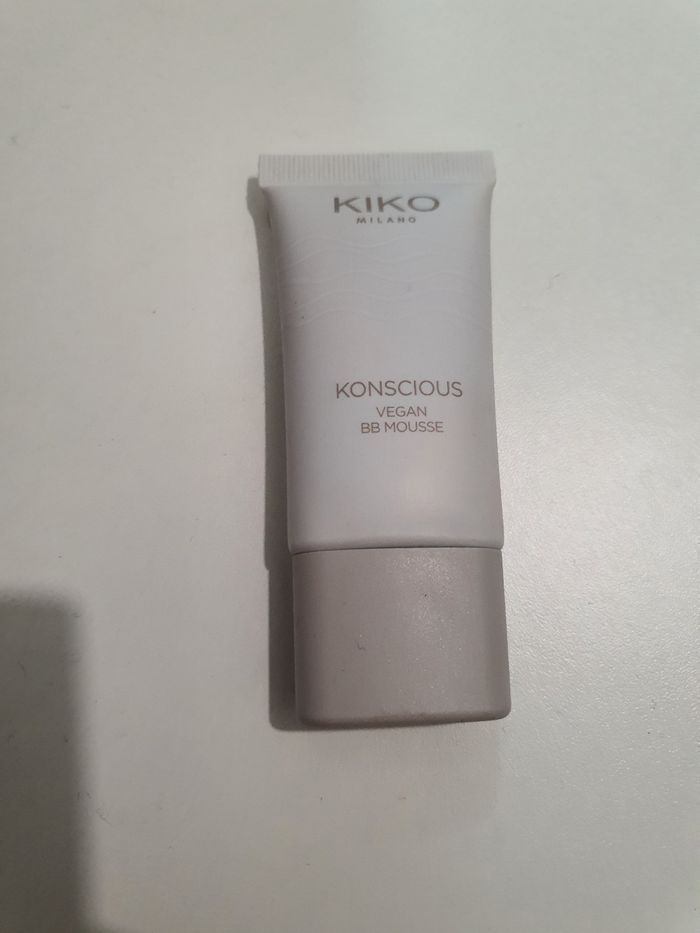 KIKO
MILANO
KONSCIOUS
VEGAN
BB MOUSSE